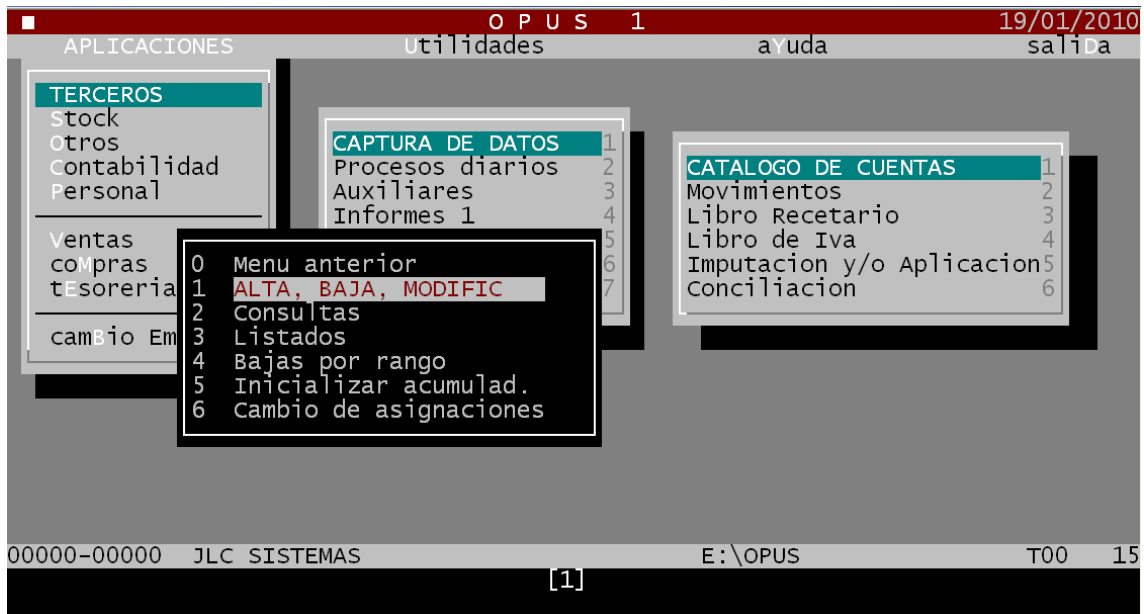 OPUS 1 19/01/2010
APLICACIONES Utilidades aYuda saliDa
TERCEROS
Stock
Otros
Contabilidad
Personal
Ventas
coMpras
tEsoreria
camBio Em
CAPTURA DE DATOS 1
Procesos diarios 2
Auxiliares 3
Informes 1 4
5
6
7
CATALOGO DE CUENTAS 1
Movimientos 2
Libro Recetario 3
Libro de Iva 4
Imputacion y/o Aplicacion 5
Conciliacion 6
0 Menu anterior
1 ALTA, BAJA, MODIFIC
2 Consultas
3 Listados
4 Bajas por rango
5 Inicializar acumulad.
6 Cambio de asignaciones
00000-00000 JLC SISTEMAS E:\OPUS T00 15
[1]